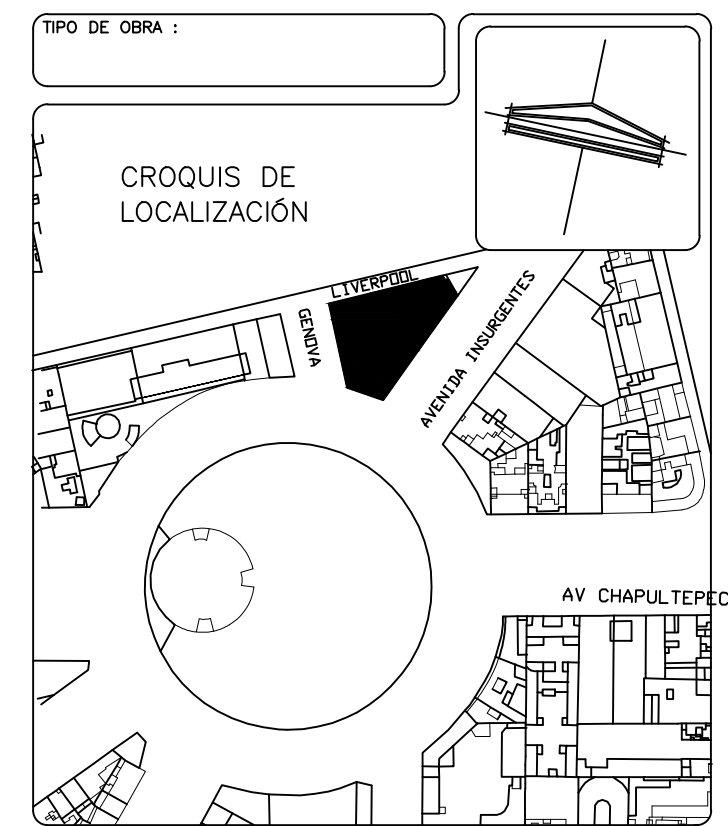 TIPO DE OBRA :
CROQUIS DE
LOCALIZACIÓN
LIVERPOOL
GENOVA
AVENIDA INSURGENTES
AV CHAPULTEPEC